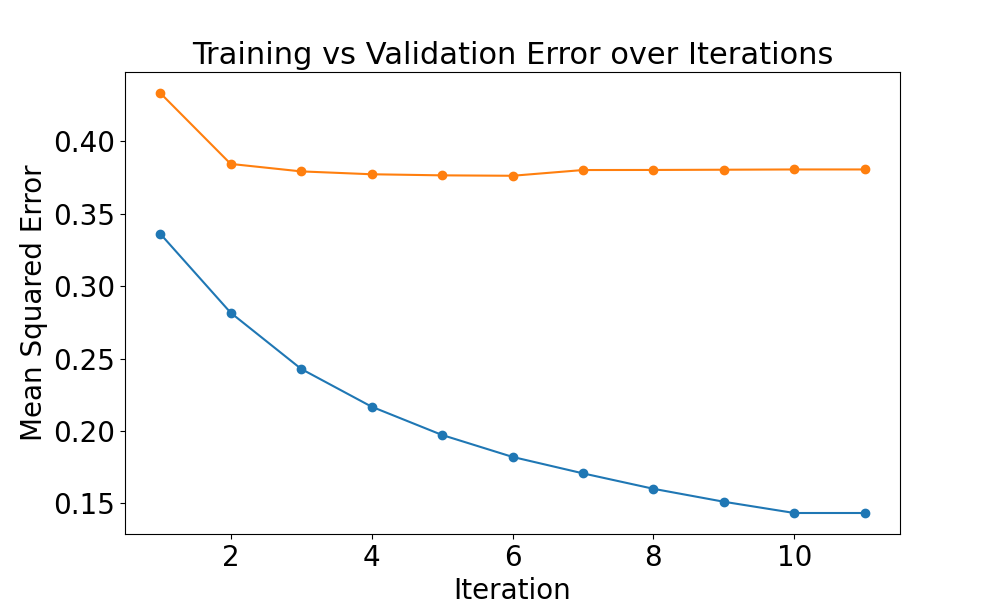 Training vs Validation Error over Iterations
0.40
0.35
0.30
0.25
0.20
0.15
Mean Squared Error
2 4 6 8 10
Iteration